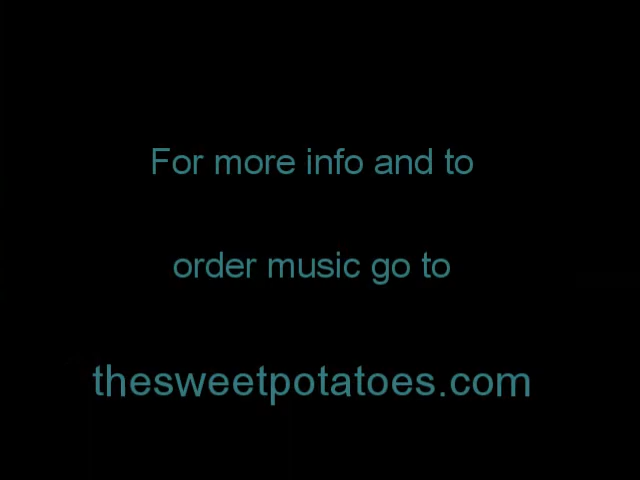 For more info and to
order music go to
thesweetpotatoes.com